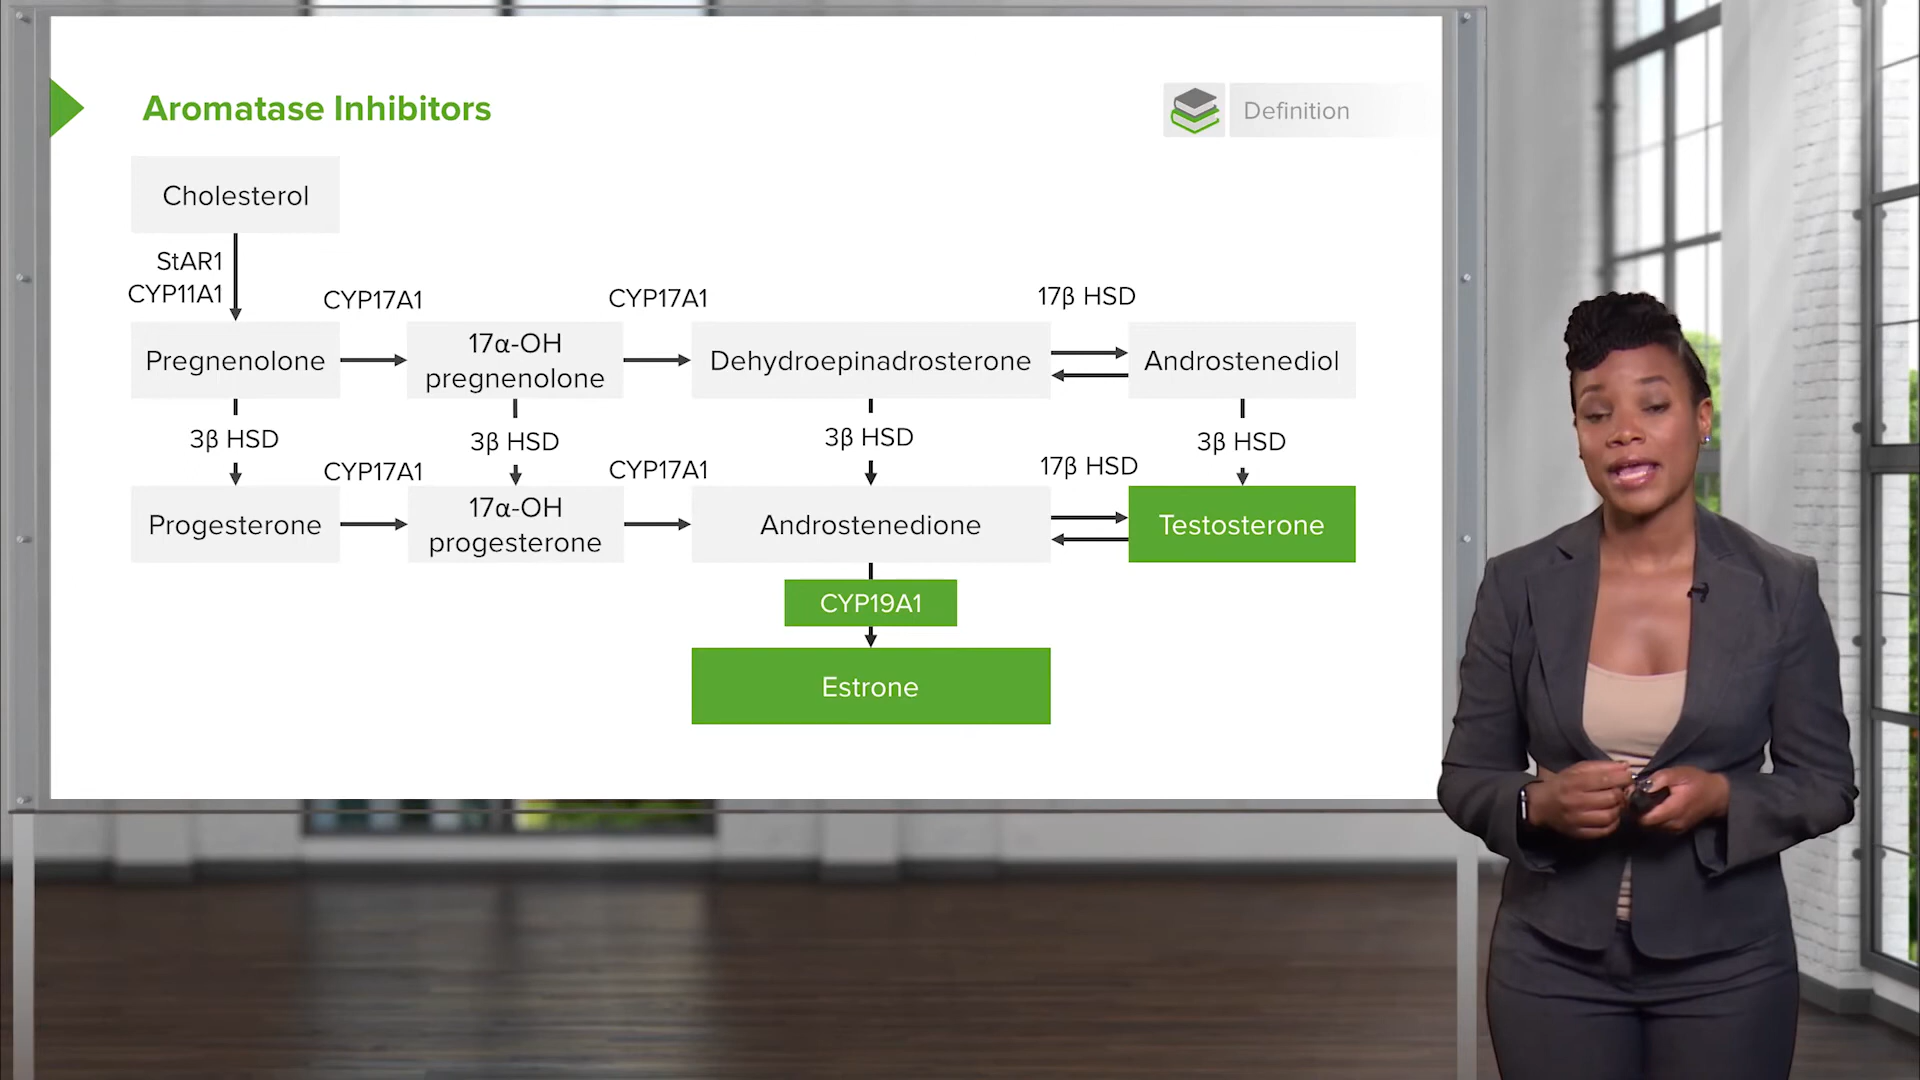 Aromatase Inhibitors
Definition
Cholesterol
StAR1
CYP11A1
CYP17A1
CYP17A1
17β HSD
Pregnenolone
17α-OH
pregnenolone
Dehydroepinadrosterone
Androstenediol
3β HSD
3β HSD
3β HSD
3β HSD
CYP17A1
CYP17A1
17β HSD
Progesterone
17α-OH
progesterone
Androstenedione
Testosterone
CYP19A1
Estrone